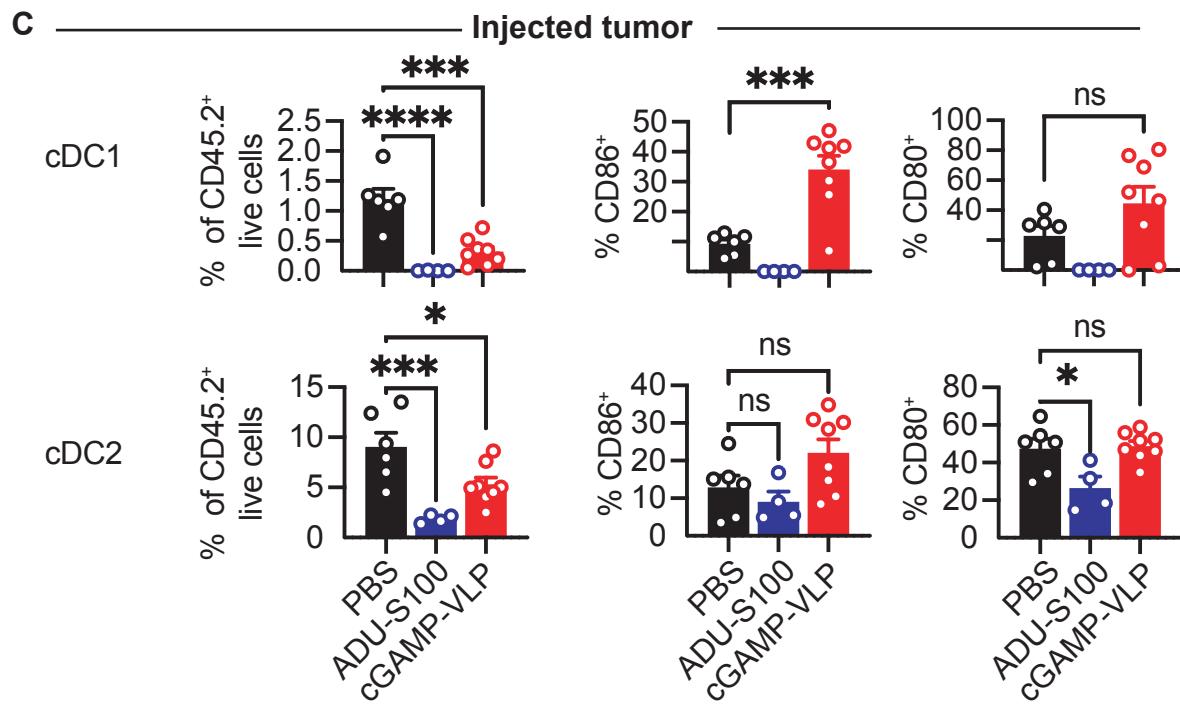 C
Injected tumor
cDC1
% of CD45.2+
live cells
2.5
2.0
1.5
1.0
0.5
0.0
***
****
% CD86+
50
40
30
20
***
% CD80+
100
80
60
40
ns
cDC2
% of CD45.2+
live cells
15
10
5
0
*
***
% CD86+
40
30
20
10
0
ns
ns
% CD80+
80
60
40
20
0
ns
*
PBS
ADU-S100
cGAMP-VLP
PBS
ADU-S100
cGAMP-VLP
PBS
ADU-S100
cGAMP-VLP